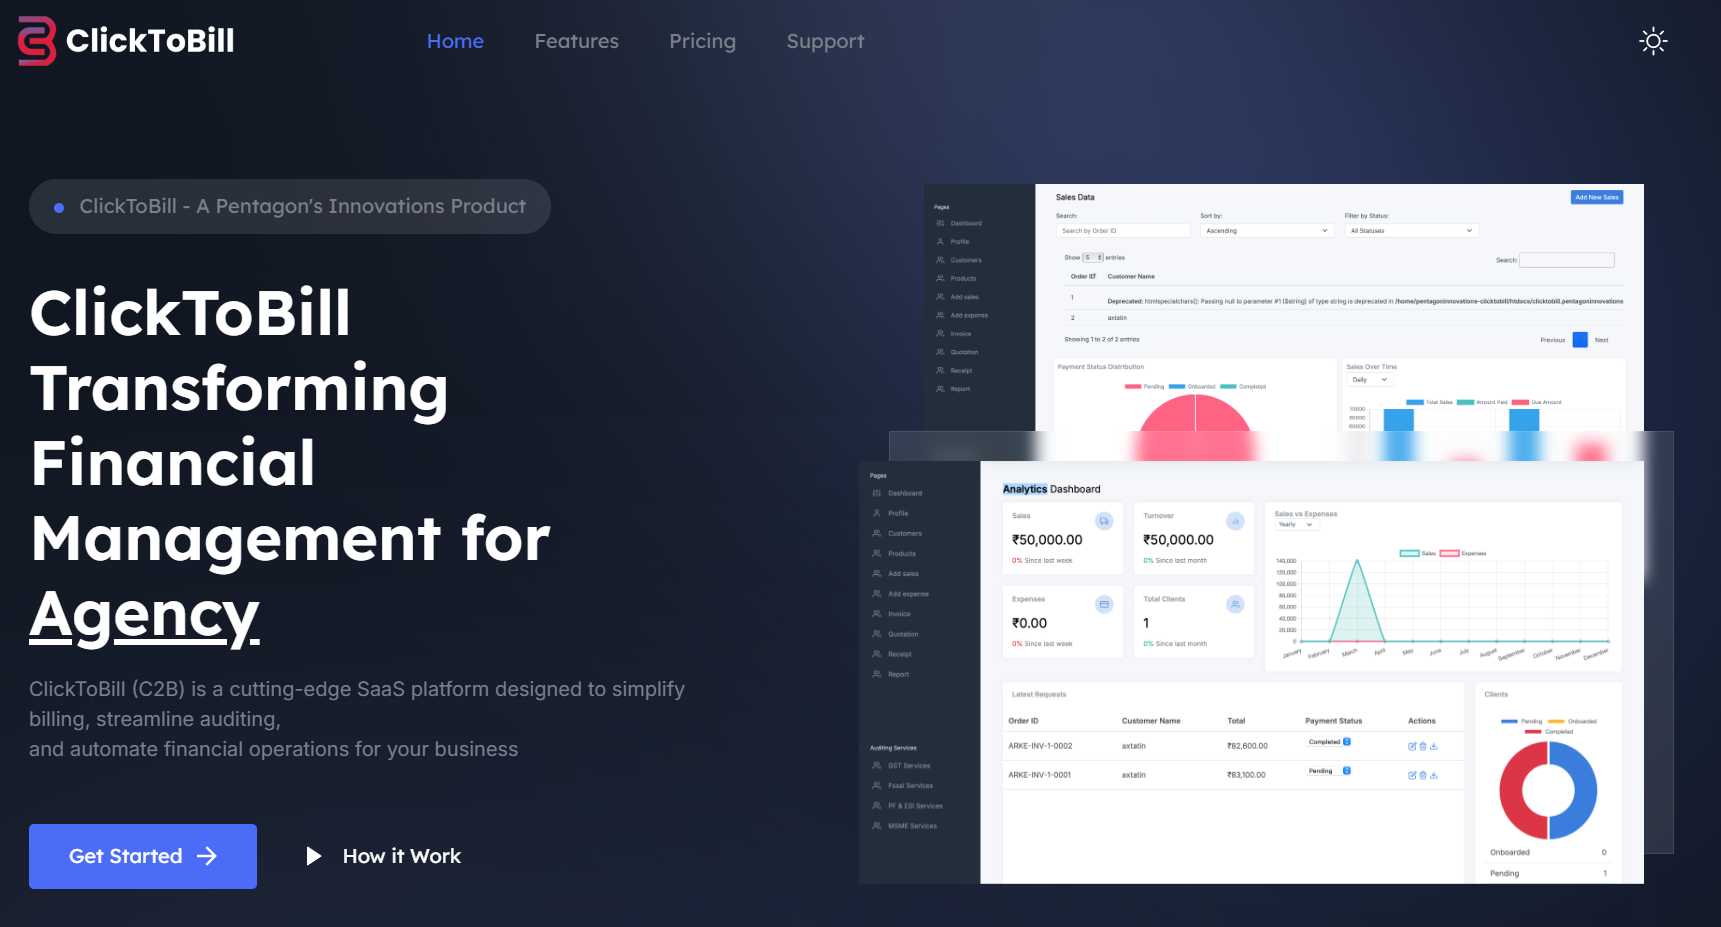 ClickToBill
Home Features Pricing Support
ClickToBill - A Pentagon's Innovations Product
ClickToBill
Transforming
Financial
Management for
Agency
ClickToBill (C2B) is a cutting-edge SaaS platform designed to simplify
billing, streamline auditing,
and automate financial operations for your business
Get Started
How it Work
Pages
Dashboard
Profile
Customers
Products
Add sales
Add expense
Invoice
Quotation
Receipt
Report
Sales Data
Add New Sales
Search: Sort by: Filter by Status:
Search by Order ID Ascending All Statuses
Show 5 entries
Search:
Order ID Customer Name
1 Deprecated: htmlspecialchars(): Passing null to parameter #1 ($string) of type string is deprecated in /home/pentagoninnovations-clicktobill/htdocs/clicktobill.pentagoninnovations
2 axtatin
Showing 1 to 2 of 2 entries
Previous Next
Payment Status Distribution
Pending Onboarded Completed
Sales Over Time
Daily
Total Sales Amount Paid Due Amount
70000
65000
60000
Pages
Dashboard
Profile
Customers
Products
Add sales
Add expense
Invoice
Quotation
Receipt
Report
Auditing Services
GST Services
Fssai Services
PF & ESI Services
MSME Services
Analytics Dashboard
Sales
₹50,000.00
0% Since last week
Turnover
₹50,000.00
0% Since last month
Expenses
₹0.00
0% Since last week
Total Clients
1
0% Since last month
Sales vs Expenses
Yearly
Sales Expenses
140,000
120,000
100,000
80,000
60,000
40,000
20,000
0
January February March April May June July August September October November December
Latest Requests
Order ID Customer Name Total Payment Status Actions
ARKE-INV-1-0002 axtatin ₹82,600.00 Completed
ARKE-INV-1-0001 axtatin ₹83,100.00 Pending
Clients
Pending Onboarded
Completed
Onboarded 0
Pending 1